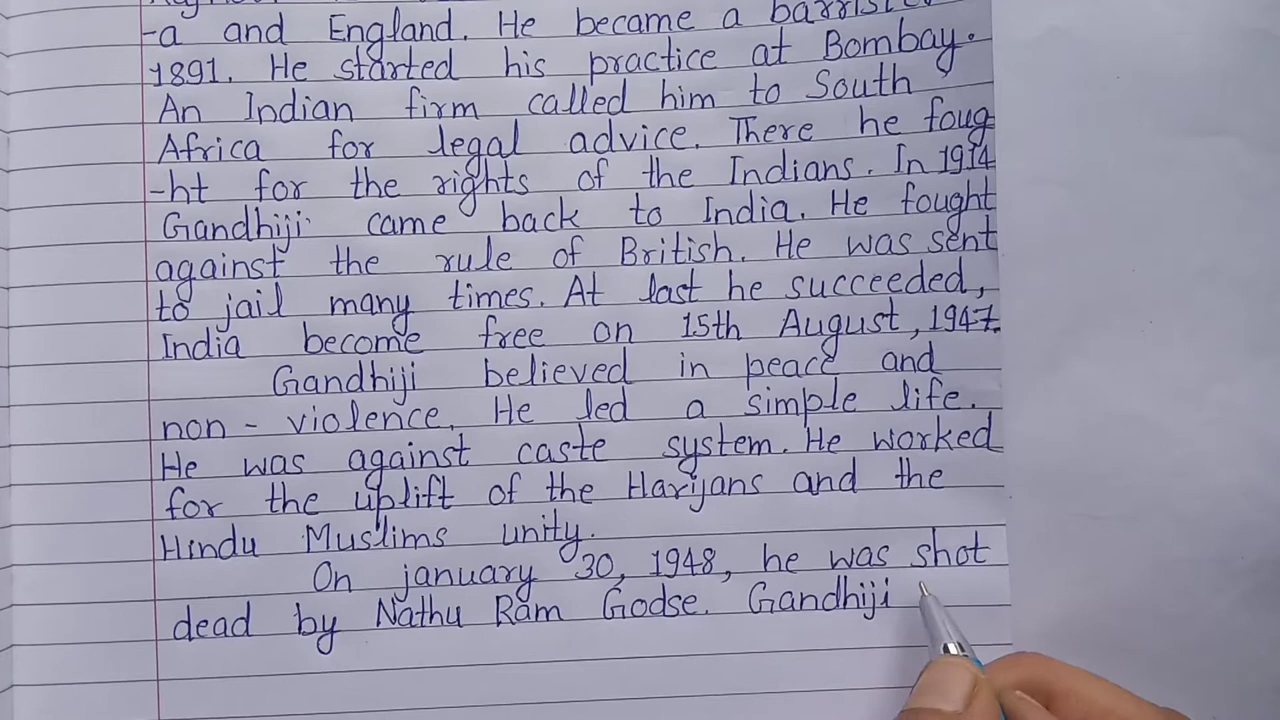 -a and England. He became a barriste
1891. He started his practice at Bombay.
An Indian firm called him to South
Africa for legal advice. There he foug
-ht for the rights of the Indians. In 1914
Gandhiji came back to India. He fought
against the rule of British. He was sent
to jail many times. At last he succeeded,
India become free on 15th August, 1947.
Gandhiji believed in peace and
non - violence. He led a simple life.
He was against caste system. He worked
for the uplift of the Harijans and the
Hindu Muslims unity.
On january 30, 1948, he was shot
dead by Nathu Ram Godse. Gandhiji